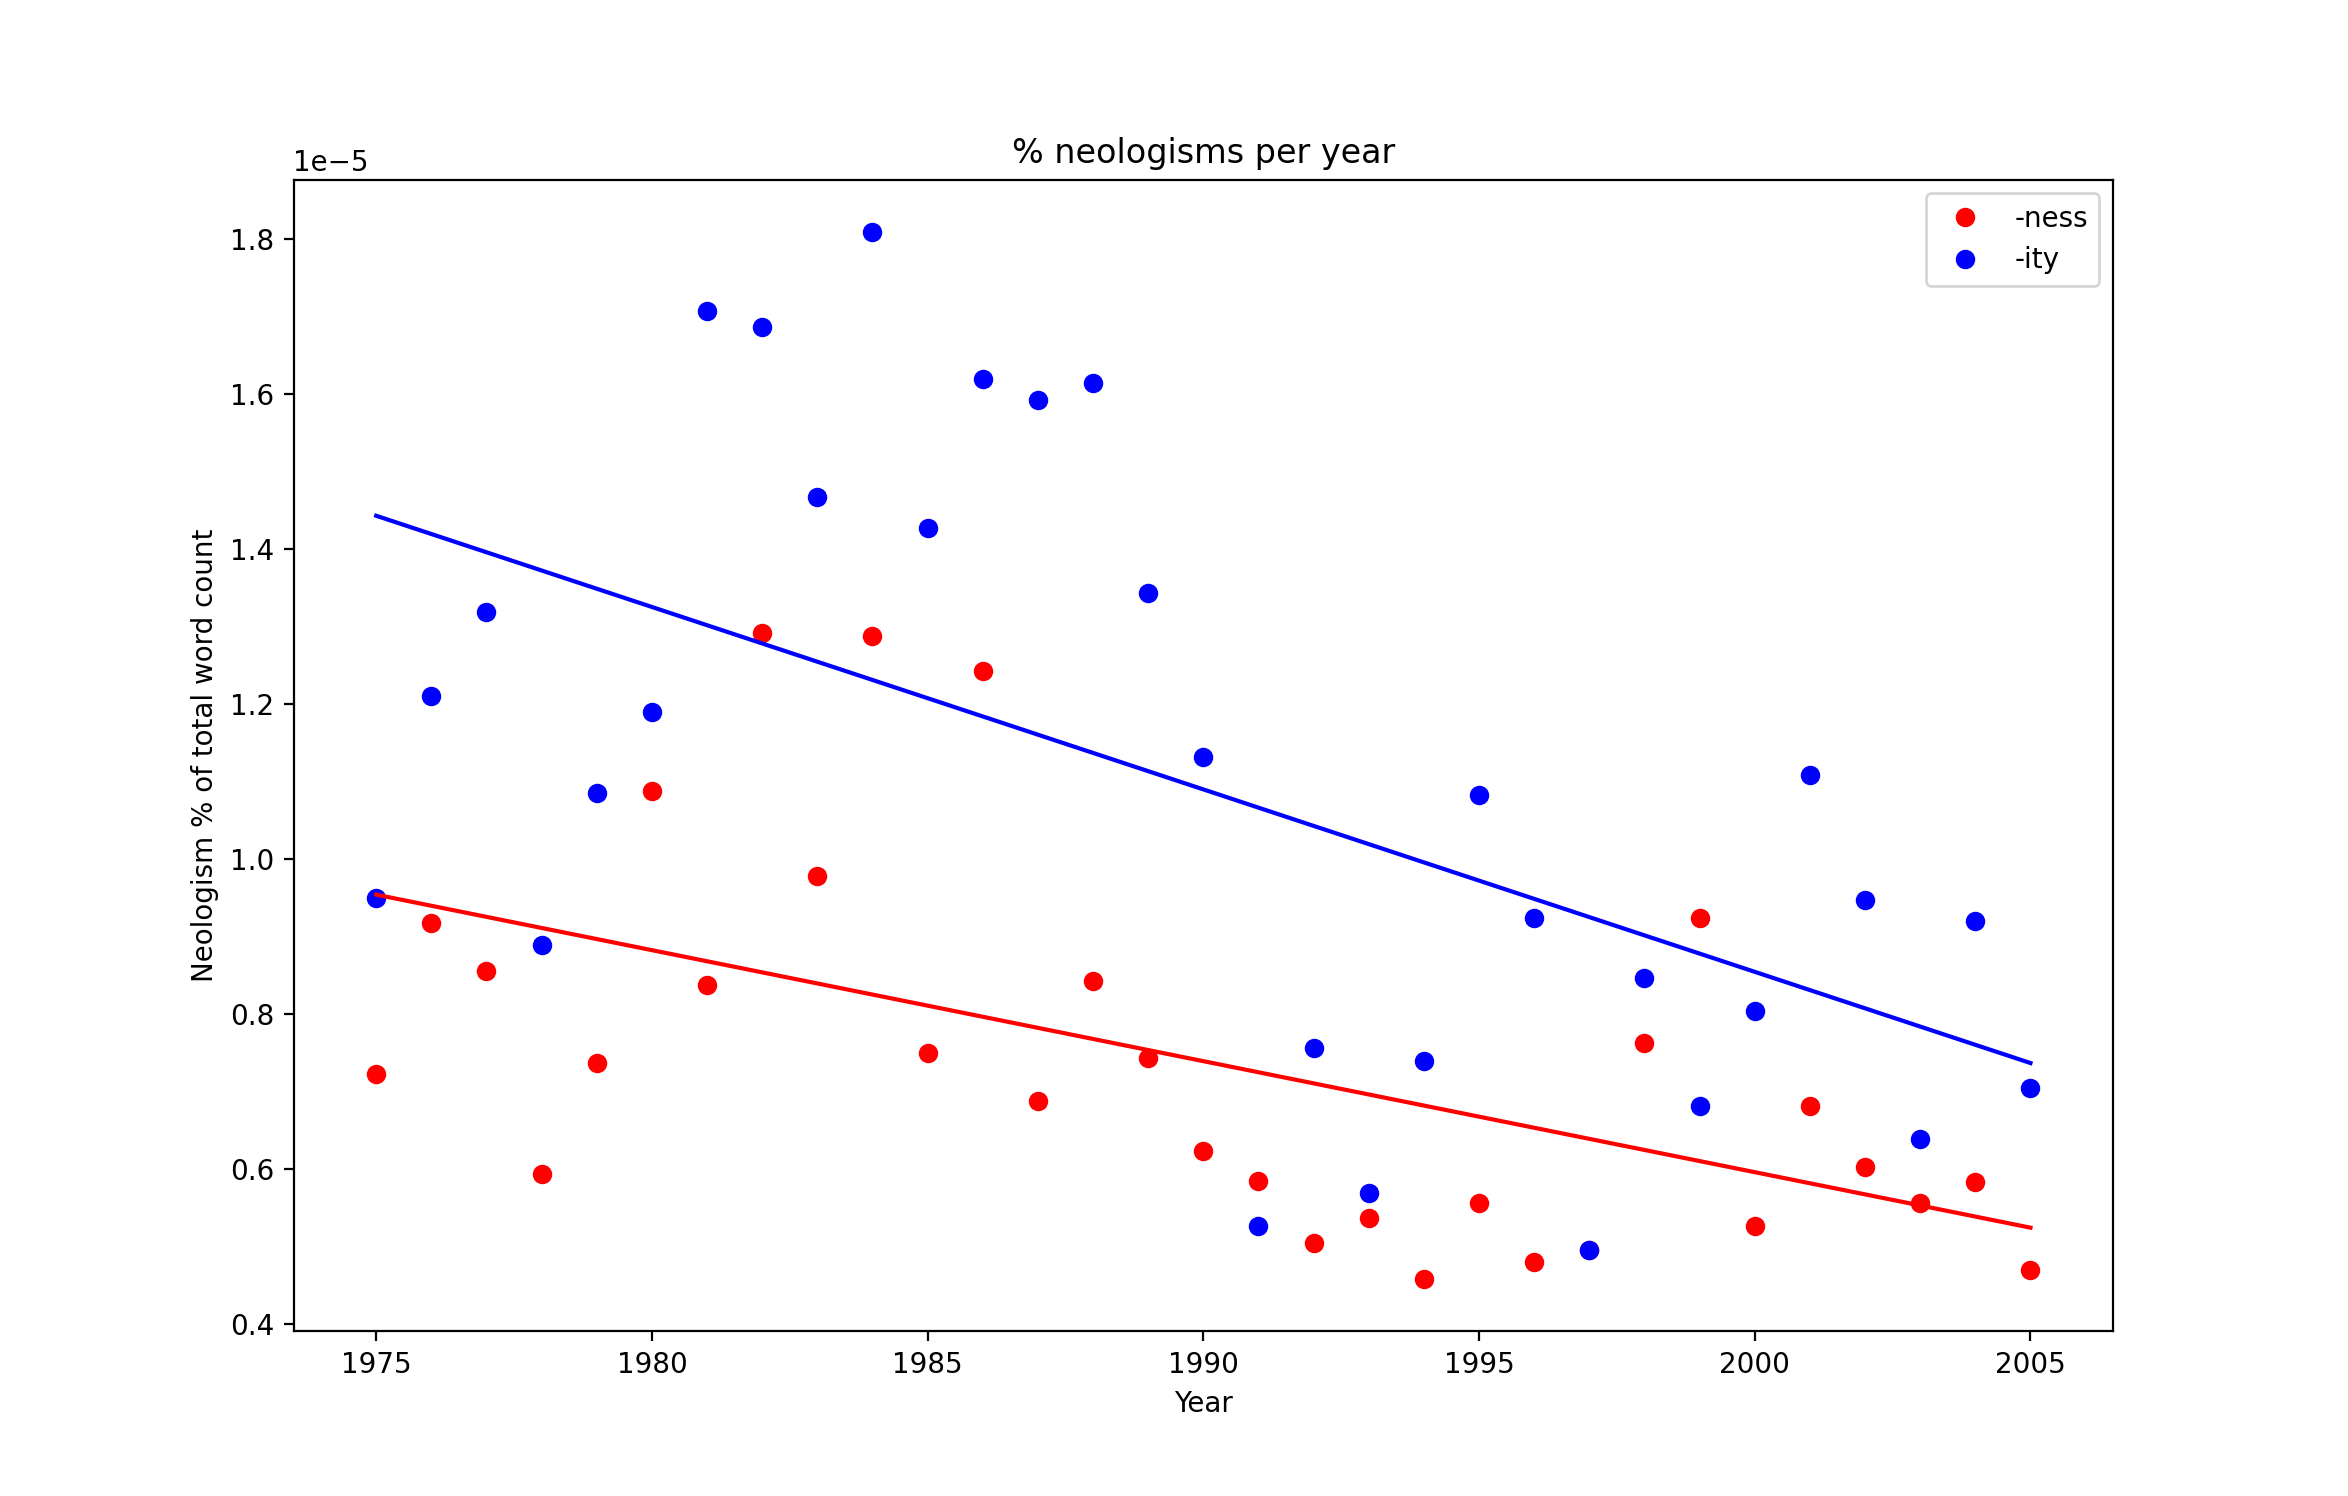 % neologisms per year
1e−5
-ness
-ity
1.8
1.6
1.4
1.2
1.0
0.8
0.6
0.4
Neologism % of total word count
1975 1980 1985 1990 1995 2000 2005
Year